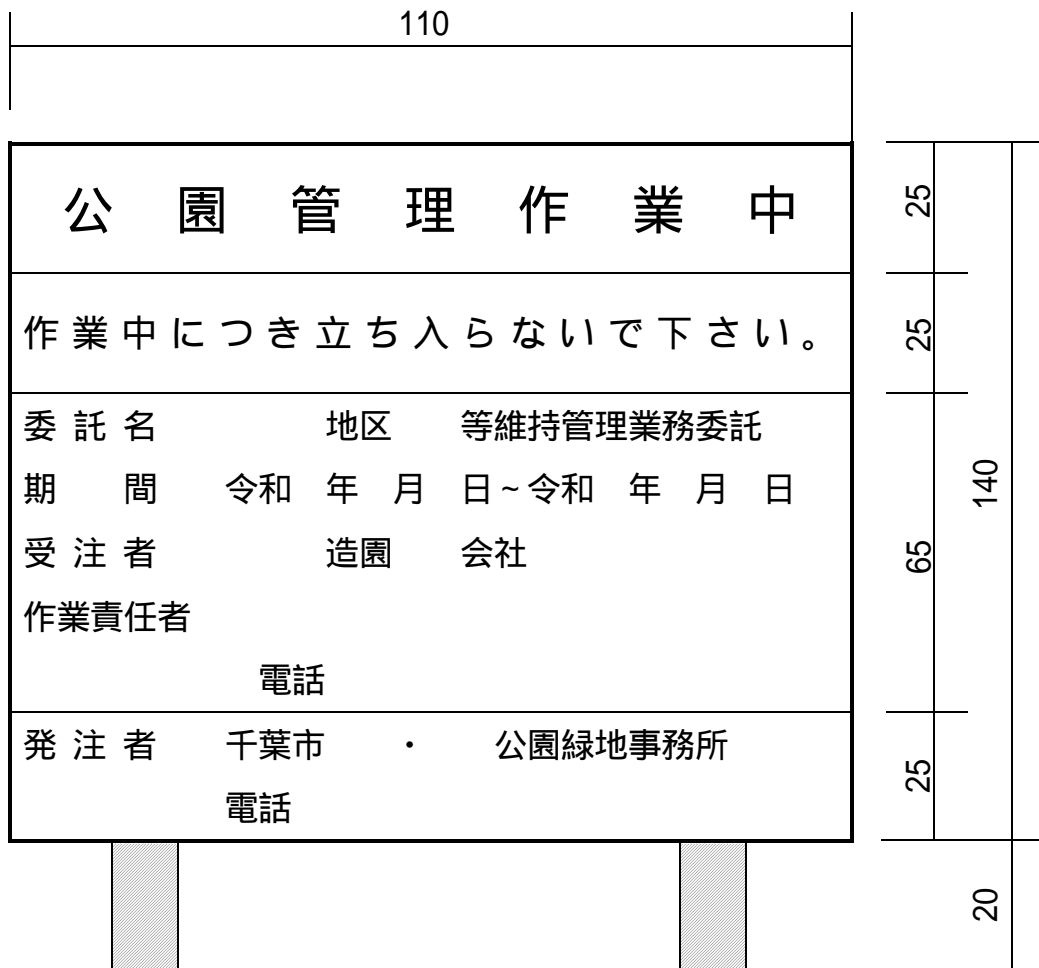 110
公園管理作業中
25
作業中につき立ち入らないで下さい。
25
委託名　　　地区　等維持管理業務委託
期　間　令和　年　月　日~令和　年　月　日
受注者　　　造園　会社
作業責任者
電話
65
140
発注者　千葉市　・　公園緑地事務所
電話
25
20